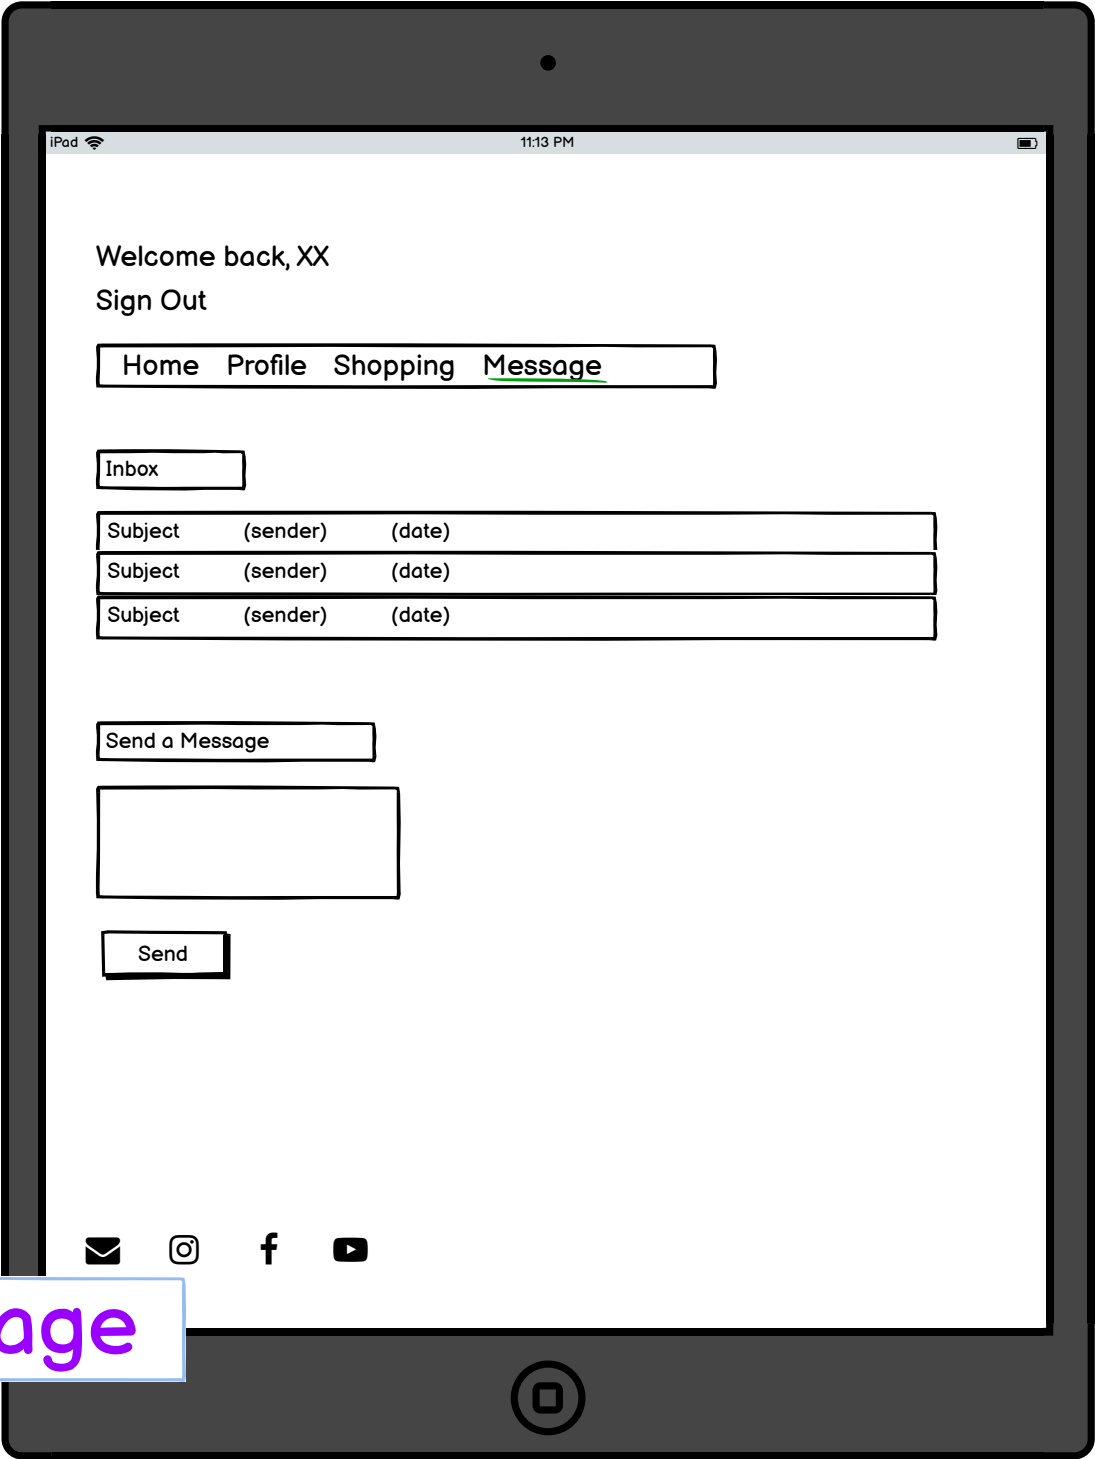 iPad 11:13 PM
Welcome back, XX
Sign Out
Home Profile Shopping Message
Inbox
Subject (sender) (date)
Subject (sender) (date)
Subject (sender) (date)
Send a Message
Send
age